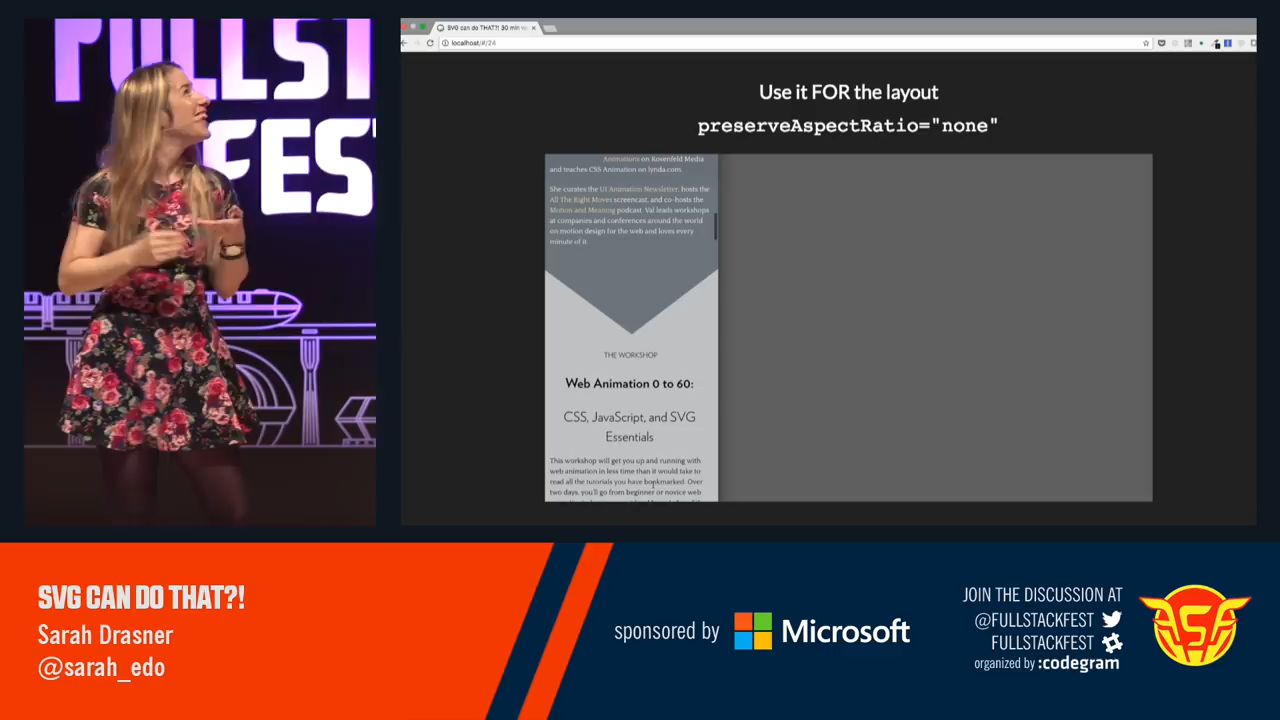 FULLST
FEST
SVG can do THAT?! 30 min
localhost/#/24
Use it FOR the layout
preserveAspectRatio="none"
Animations on Rosenfeld Media
and teaches CSS Animation on lynda.com.
She curates the UI Animation Newsletter, hosts the
All The Right Moves screencast, and co-hosts the
Motion and Meaning podcast. Val leads workshops
at companies and conferences around the world
on motion design for the web and loves every
minute of it.
THE WORKSHOP
Web Animation 0 to 60:
CSS, JavaScript, and SVG
Essentials
This workshop will get you up and running with
web animation in less time than it would take to
read all the tutorials you have bookmarked. Over
two days, you'll go from beginner or novice web
SVG CAN DO THAT?!
Sarah Drasner
@sarah_edo
sponsored by
Microsoft
JOIN THE DISCUSSION AT
@FULLSTACKFEST
FULLSTACKFEST
organized by :codegram
FSF